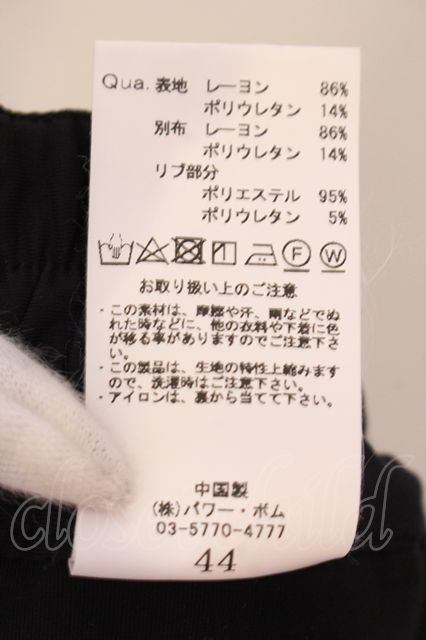 Qua. 表地 レーヨン 86%
ポリウレタン 14%
別布 レーヨン 86%
ポリウレタン 14%
リブ部分
ポリエステル 95%
ポリウレタン 5%
F W
お取り扱い上のご注意
・この素材は、摩擦や汗、雨などでぬ
れた時などに、他の衣料や下着に色
が移る事がありますのでご注意下さ
い。
・この製品は、生地の特性上縮みます
ので、洗濯時はご注意下さい。
・アイロンは、裏から当てて下さい。
中国製
(株)パワー・ボム
03-5770-4777
44